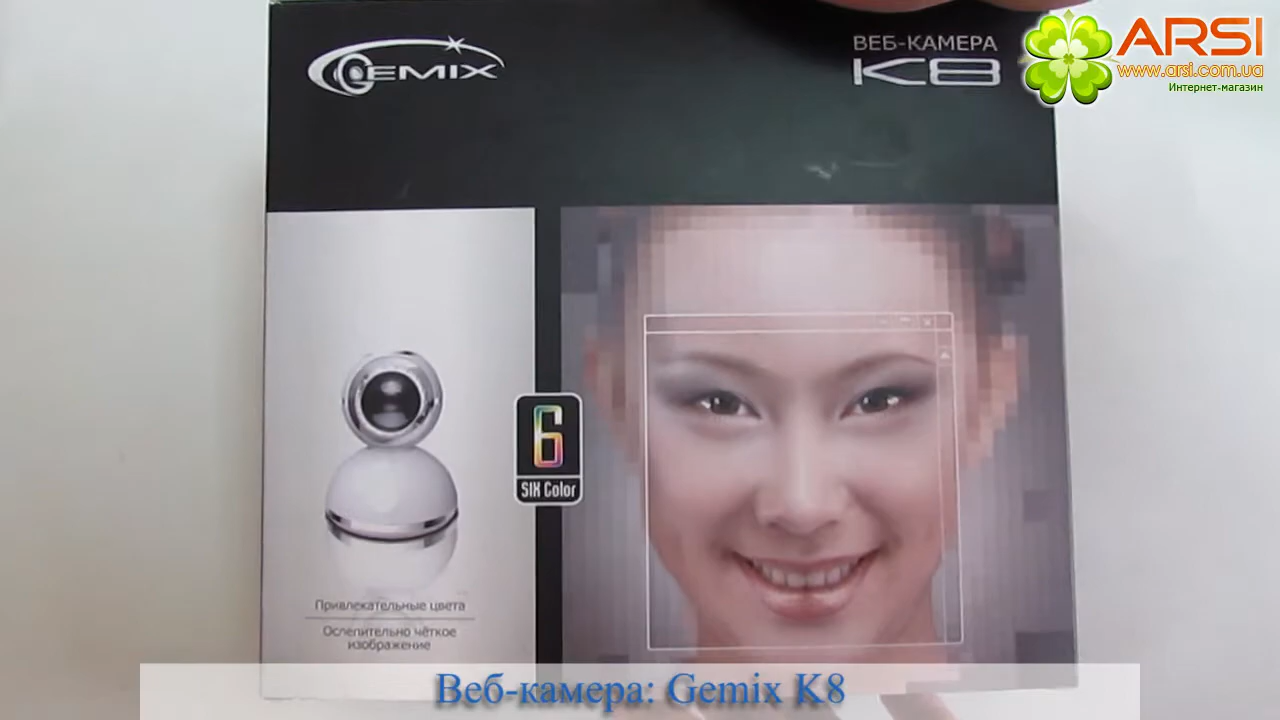 GEMIX
ВЕБ-КАМЕРА
K8
ARSI
www.arsi.com.ua
Интернет-магазин
6
SIX Color
Привлекательные цвета
Ослепительно чёткое
изображение
Веб-камера: Gemix K8